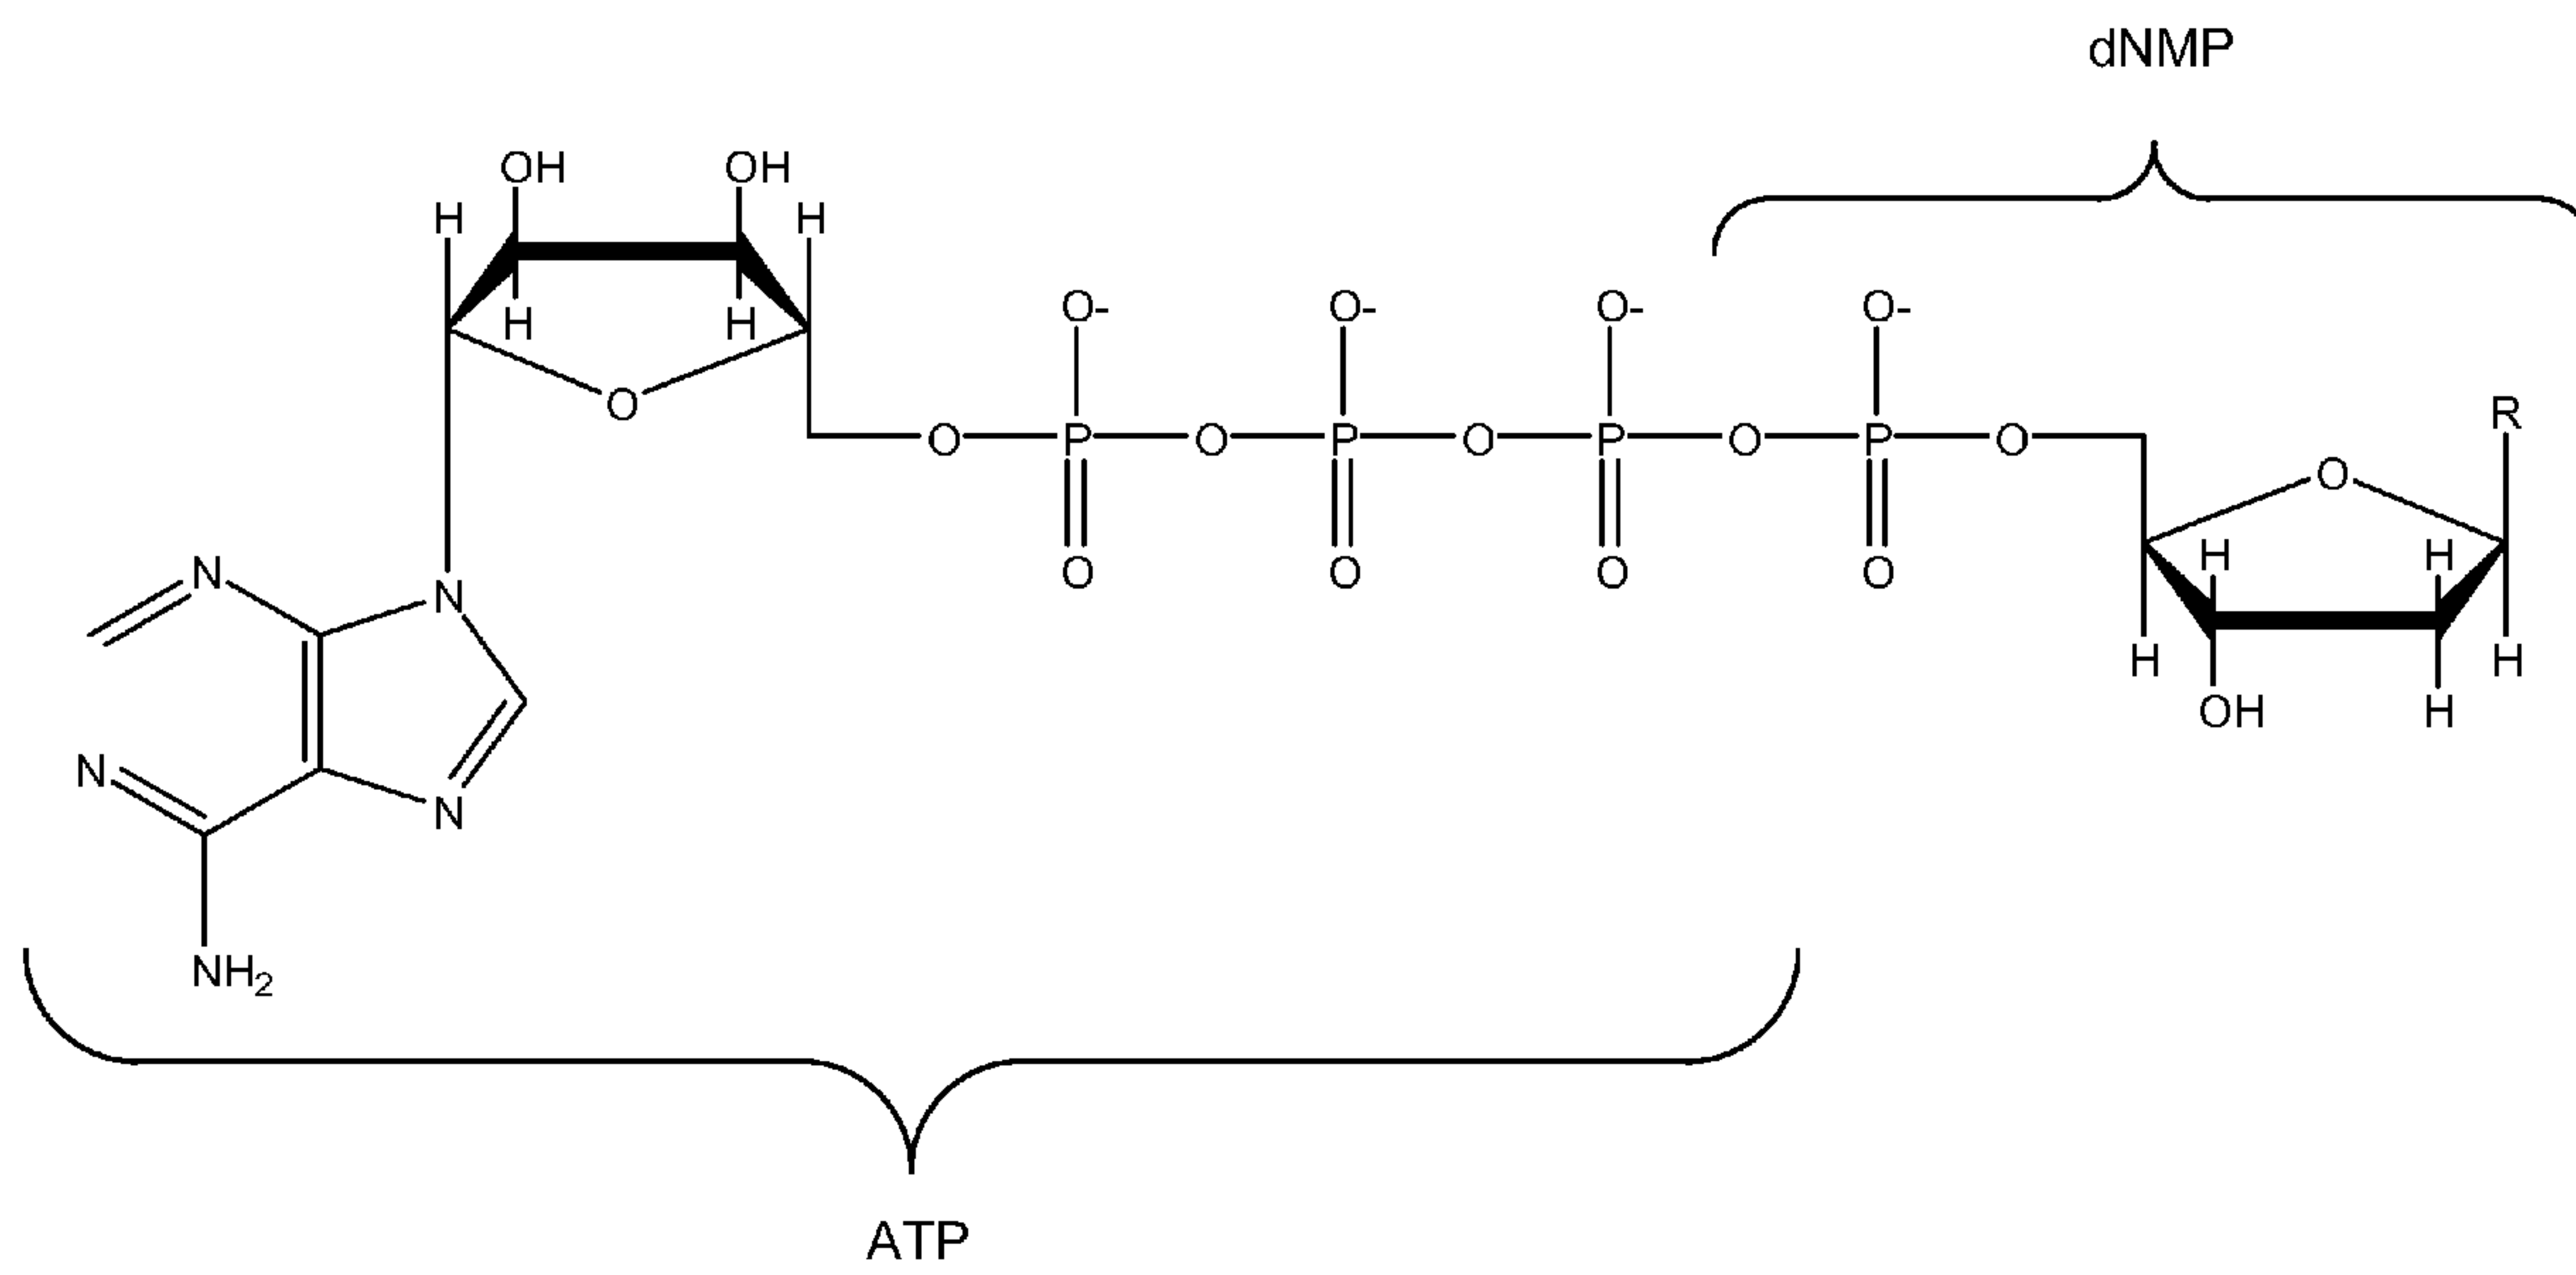 dNMP
OH OH
H H
O- O- O- O-
H H
R
O
O P O P O P O P O
O
H H
O O O O
N
N
H H
OH H
N
N
NH2
ATP